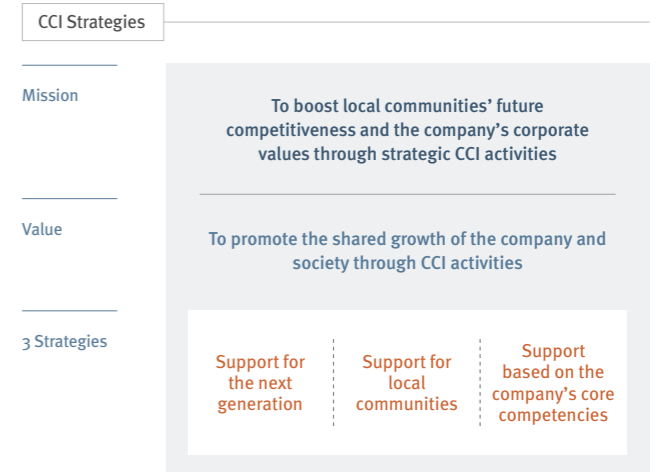 CCI Strategies
Mission
To boost local communities’ future
competitiveness and the company’s corporate
values through strategic CCI activities
Value
To promote the shared growth of the company and
society through CCI activities
3 Strategies
Support for
the next
generation
Support for
local
communities
Support
based on the
company’s core
competencies